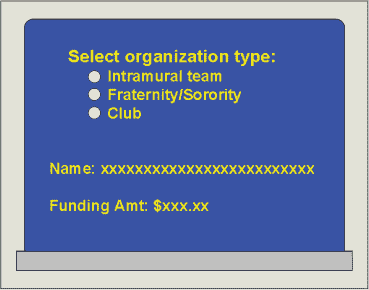 Select organization type:
Intramural team
Fraternity/Sorority
Club
Name: xxxxxxxxxxxxxxxxxxxxxxxxx
Funding Amt: $xxx.xx